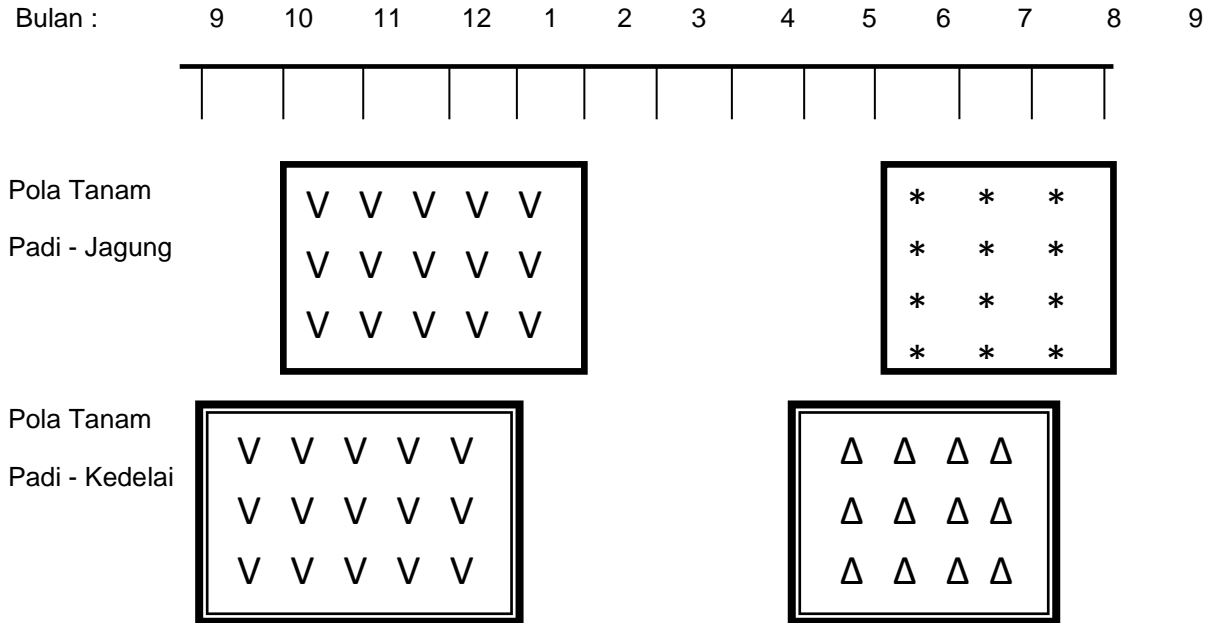 Bulan : 9 10 11 12 1 2 3 4 5 6 7 8 9
Pola Tanam
Padi - Jagung
V V V V V
V V V V V
V V V V V
* * *
* * *
* * *
* * *
Pola Tanam
Padi - Kedelai
V V V V V
V V V V V
V V V V V
Δ Δ Δ Δ
Δ Δ Δ Δ
Δ Δ Δ Δ